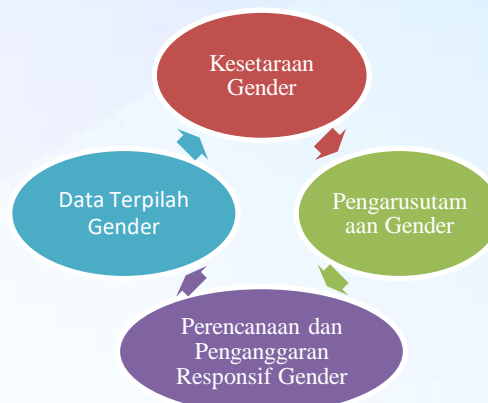 Kesetaraan
Gender
Data Terpilah
Gender
Pengarusutam
aan Gender
Perencanaan dan
Penganggaran
Responsif Gender